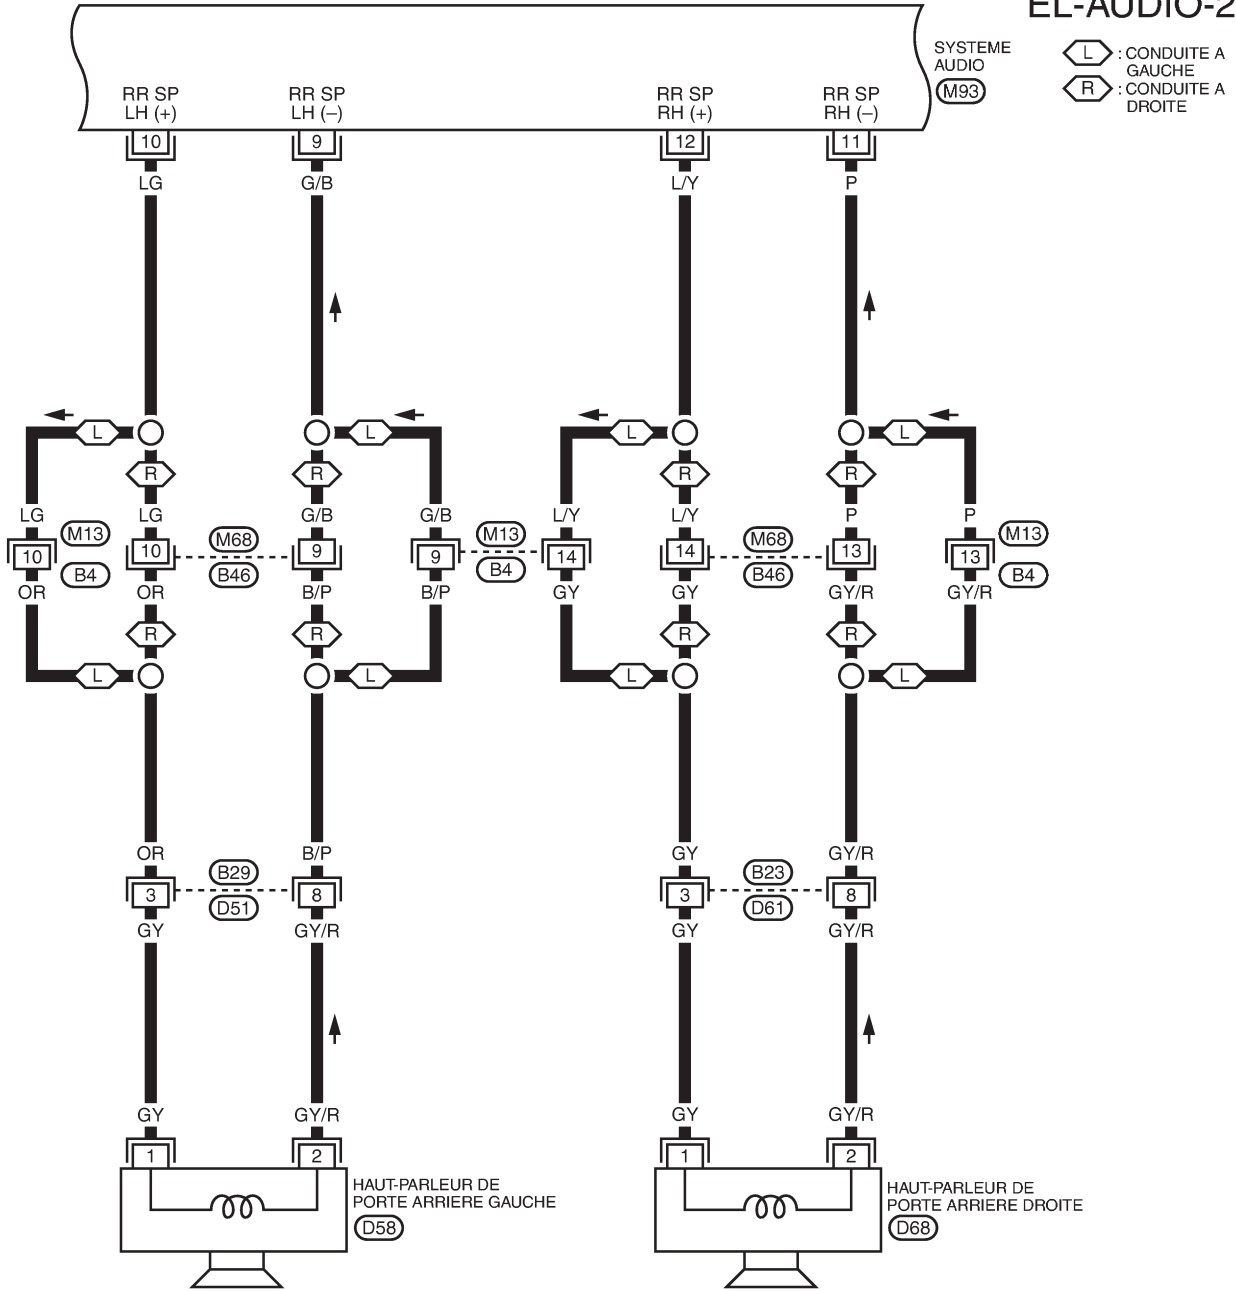 EL-AUDIO-2
SYSTEME
AUDIO
M93
L : CONDUITE A
GAUCHE
R : CONDUITE A
DROITE
RR SP
LH (+)
RR SP
LH (–)
RR SP
RH (+)
RR SP
RH (–)
10 9 12 11
LG G/B L/Y P
L L L L
R R R R
LG LG G/B G/B L/Y L/Y P P
M13 M68 M13 M68 M13
10 10 9 9 14 14 13 13
B4 B46 B4 B46 B4
OR OR B/P B/P GY GY GY/R GY/R
R R R R
L L L L
OR B/P GY GY/R
B29 B23
3 8 3 8
D51 D61
GY GY/R GY GY/R
GY GY/R GY GY/R
1 2 1 2
HAUT-PARLEUR DE
PORTE ARRIERE GAUCHE
D58
HAUT-PARLEUR DE
PORTE ARRIERE DROITE
D68